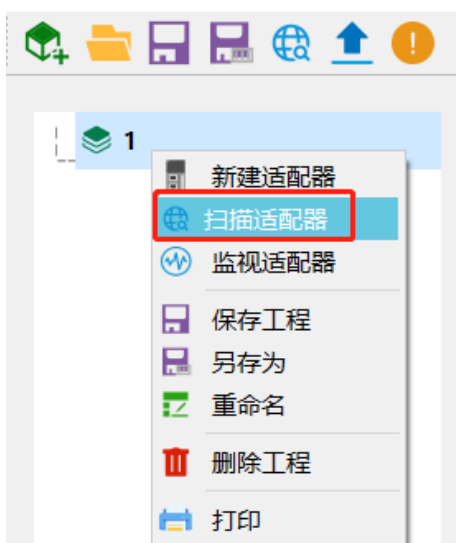 1
新建适配器
扫描适配器
监视适配器
保存工程
另存为
重命名
删除工程
打印